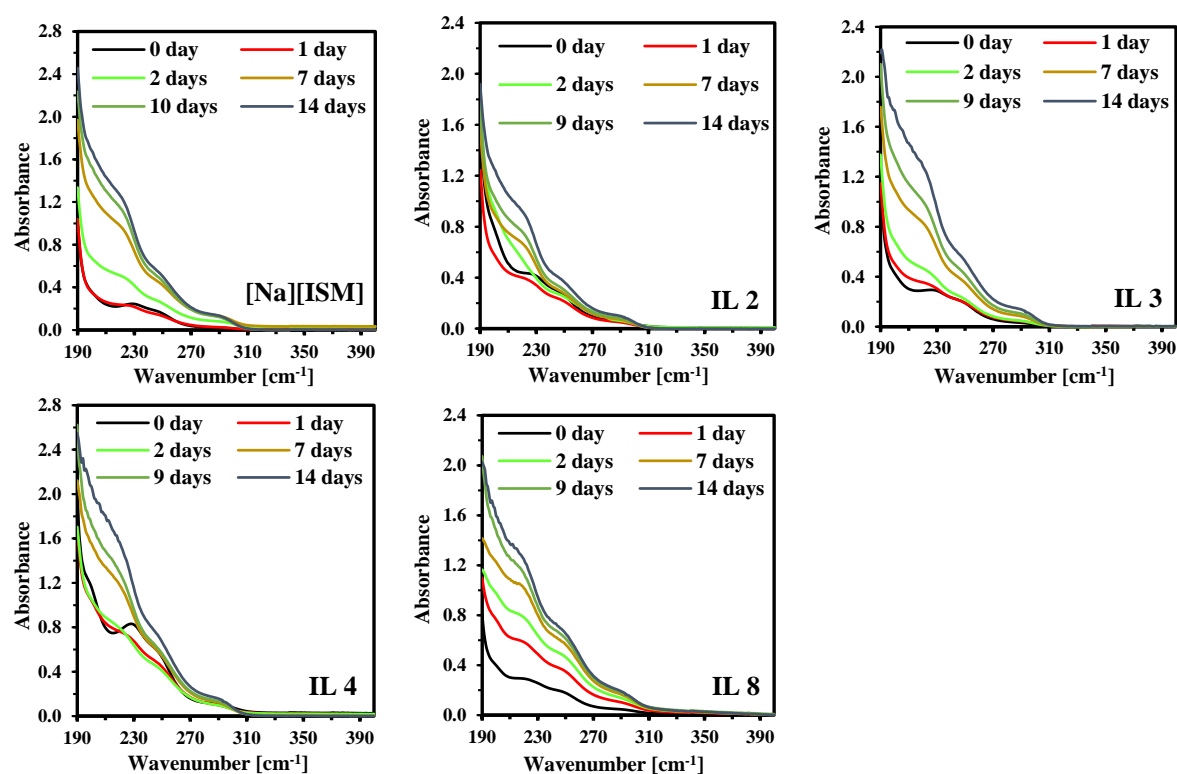 2.8
2.4
2.0
1.6
1.2
0.8
0.4
0.0
Absorbance
0 day 1 day
2 days 7 days
10 days 14 days
[Na][ISM]
190 230 270 310 350 390
Wavenumber [cm-1]
2.4
2.0
1.6
1.2
0.8
0.4
0.0
Absorbance
0 day 1 day
2 days 7 days
9 days 14 days
IL 2
190 230 270 310 350 390
Wavenumber [cm-1]
2.4
2.0
1.6
1.2
0.8
0.4
0.0
Absorbance
0 day 1 day
2 days 7 days
9 days 14 days
IL 3
190 230 270 310 350 390
Wavenumber [cm-1]
2.8
2.4
2.0
1.6
1.2
0.8
0.4
0.0
Absorbance
0 day 1 day
2 days 7 days
9 days 14 days
IL 4
190 230 270 310 350 390
Wavenumber [cm-1]
2.4
2.0
1.6
1.2
0.8
0.4
0.0
Absorbance
0 day 1 day
2 days 7 days
9 days 14 days
IL 8
190 230 270 310 350 390
Wavenumber [cm-1]